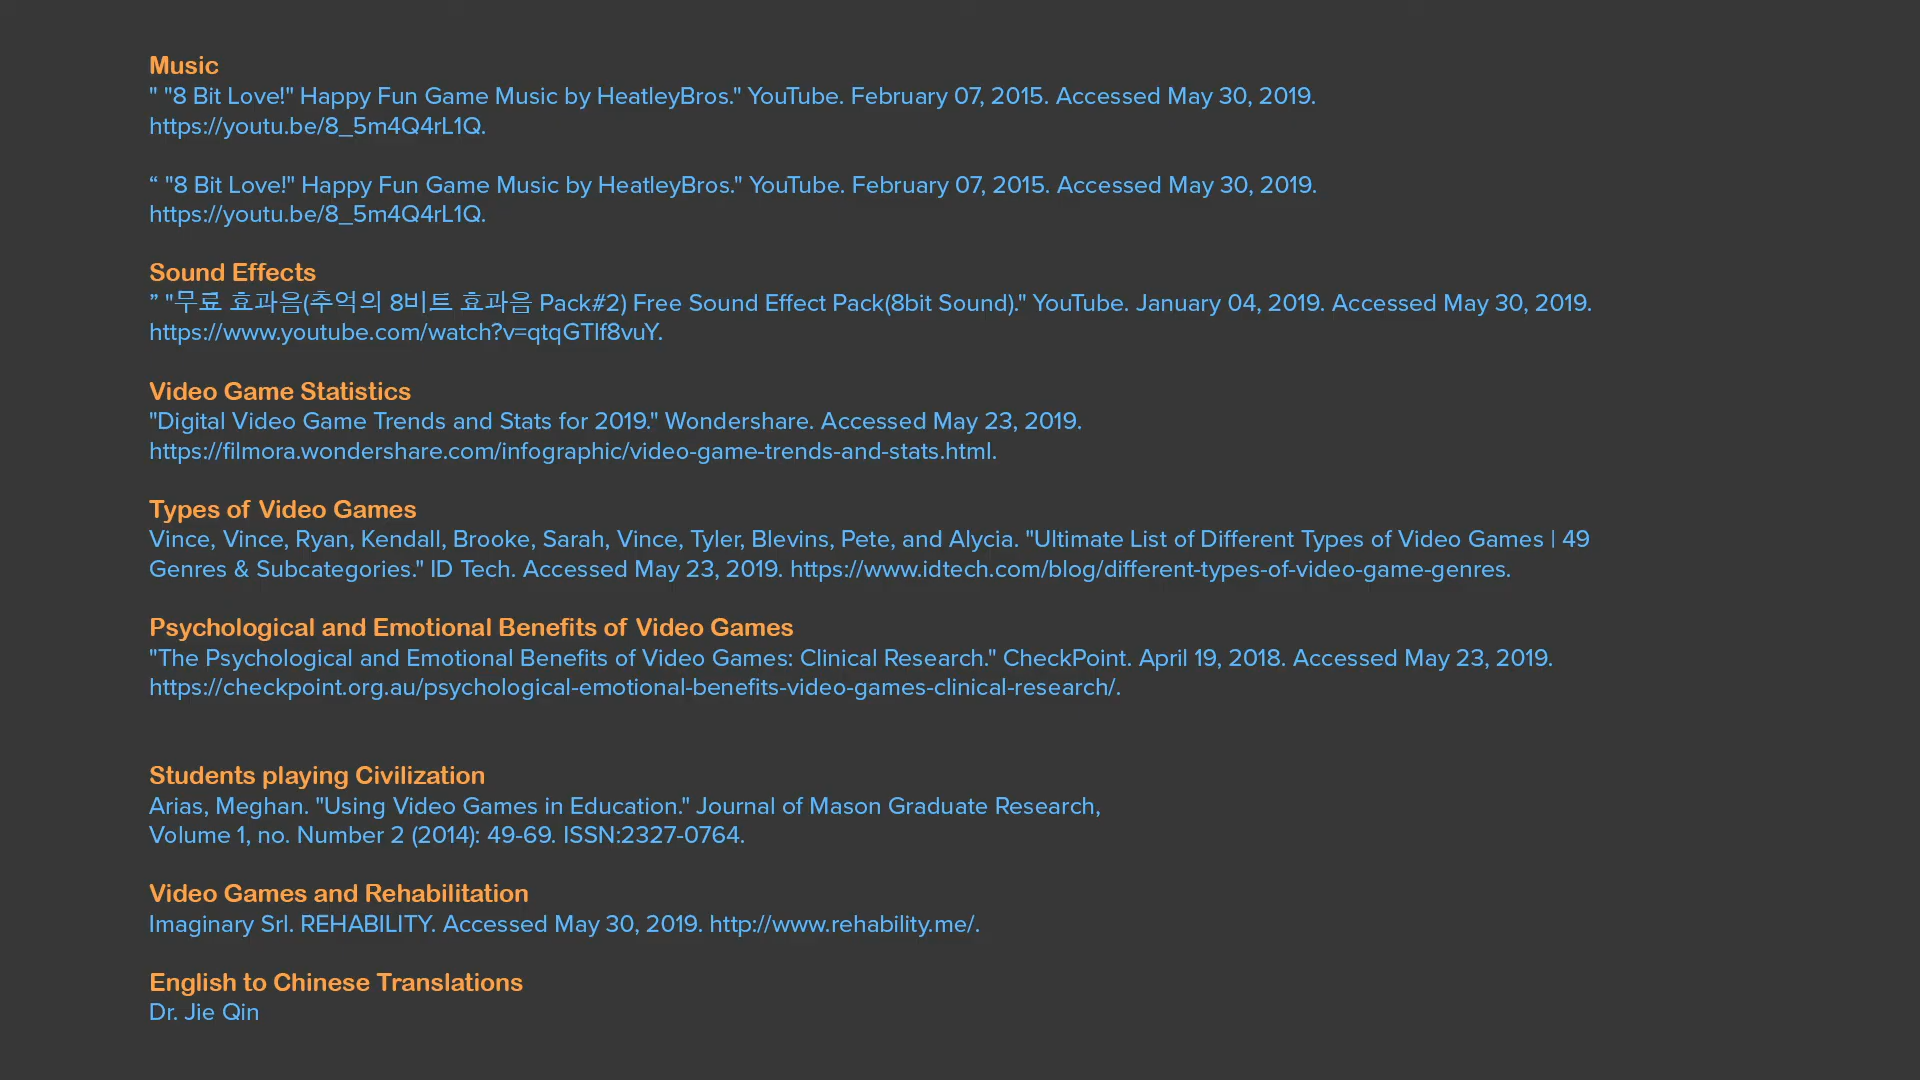 Music
" "8 Bit Love!" Happy Fun Game Music by HeatleyBros." YouTube. February 07, 2015. Accessed May 30, 2019.
https://youtu.be/8_5m4Q4rL1Q.
“ "8 Bit Love!" Happy Fun Game Music by HeatleyBros." YouTube. February 07, 2015. Accessed May 30, 2019.
https://youtu.be/8_5m4Q4rL1Q.
Sound Effects
” "무료 효과음(추억의 8비트 효과음 Pack#2) Free Sound Effect Pack(8bit Sound)." YouTube. January 04, 2019. Accessed May 30, 2019.
https://www.youtube.com/watch?v=qtqGTlf8vuY.
Video Game Statistics
"Digital Video Game Trends and Stats for 2019." Wondershare. Accessed May 23, 2019.
https://filmora.wondershare.com/infographic/video-game-trends-and-stats.html.
Types of Video Games
Vince, Vince, Ryan, Kendall, Brooke, Sarah, Vince, Tyler, Blevins, Pete, and Alycia. "Ultimate List of Different Types of Video Games | 49
Genres & Subcategories." ID Tech. Accessed May 23, 2019. https://www.idtech.com/blog/different-types-of-video-game-genres.
Psychological and Emotional Benefits of Video Games
"The Psychological and Emotional Benefits of Video Games: Clinical Research." CheckPoint. April 19, 2018. Accessed May 23, 2019.
https://checkpoint.org.au/psychological-emotional-benefits-video-games-clinical-research/.
Students playing Civilization
Arias, Meghan. "Using Video Games in Education." Journal of Mason Graduate Research,
Volume 1, no. Number 2 (2014): 49-69. ISSN:2327-0764.
Video Games and Rehabilitation
Imaginary Srl. REHABILITY. Accessed May 30, 2019. http://www.rehability.me/.
English to Chinese Translations
Dr. Jie Qin